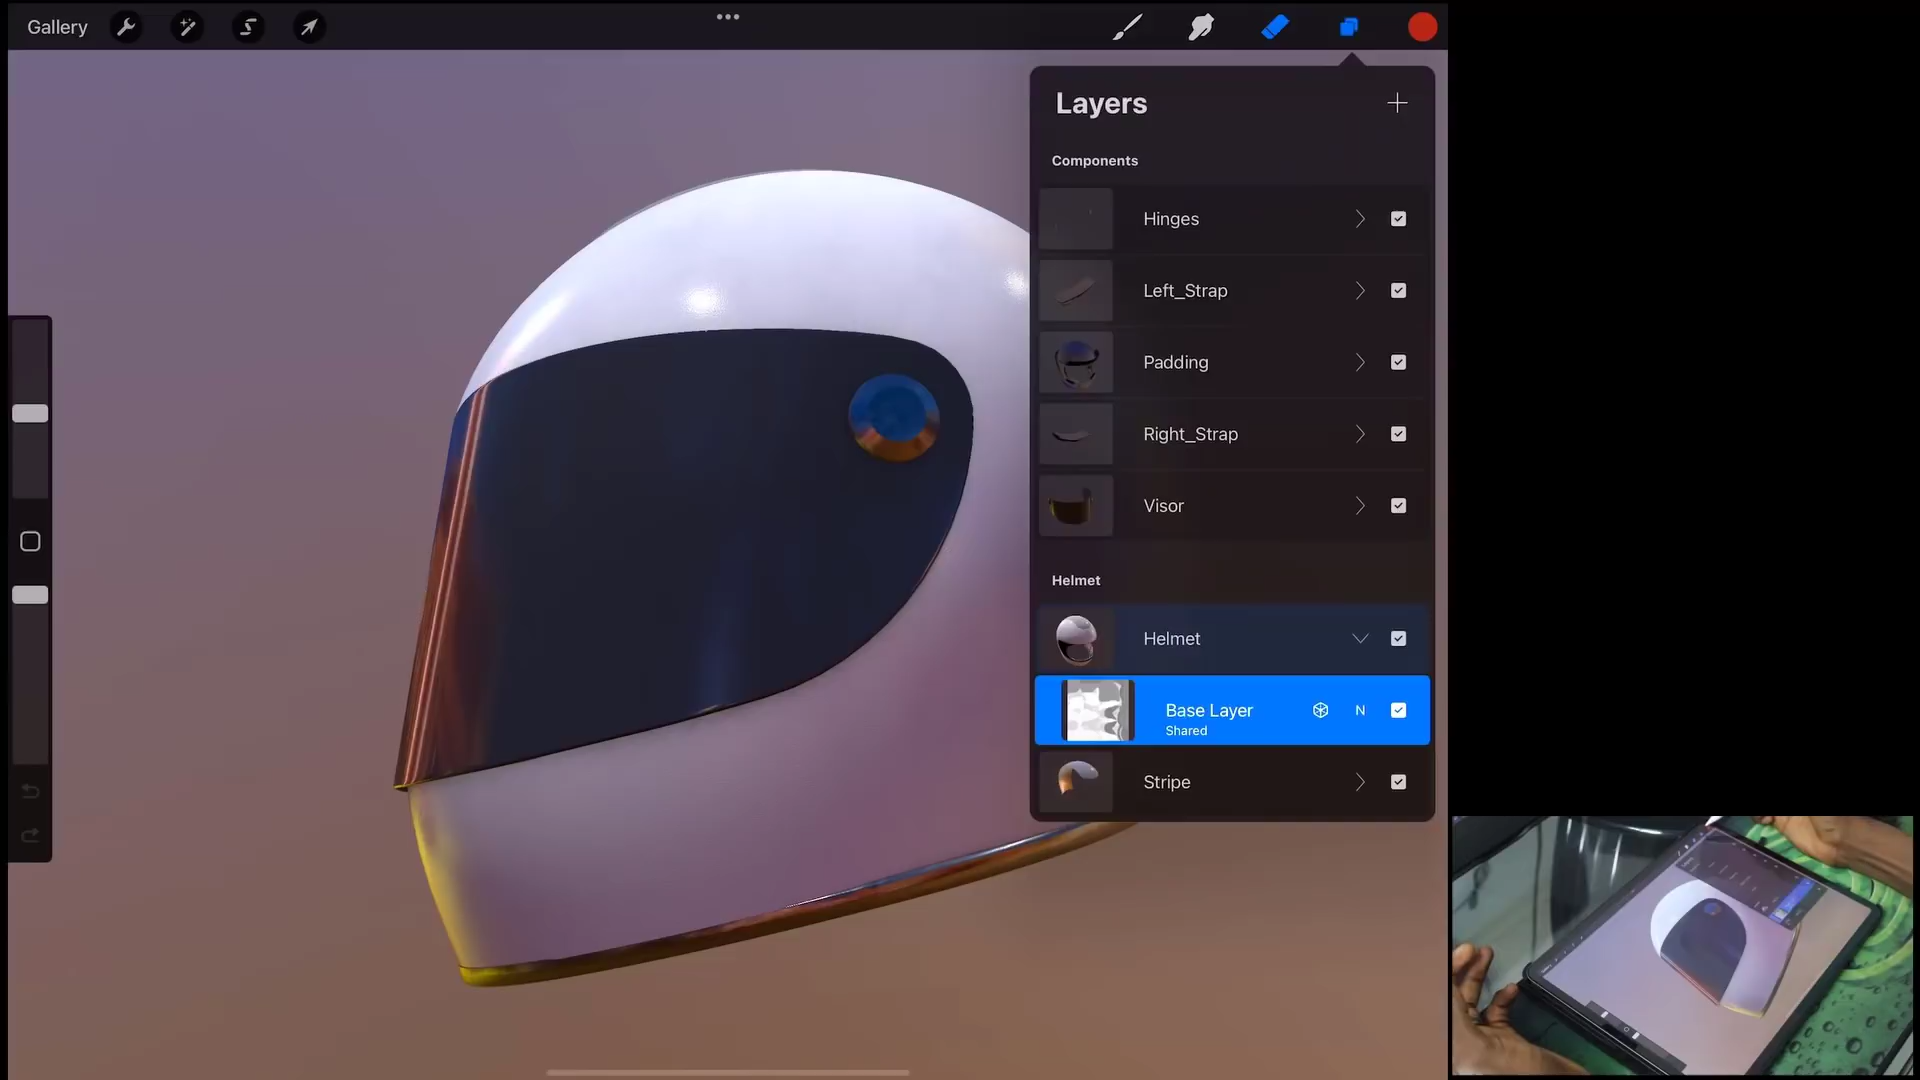 Gallery
Layers
Components
Hinges
Left_Strap
Padding
Right_Strap
Visor
Helmet
Helmet
Base Layer
N
Shared
Stripe